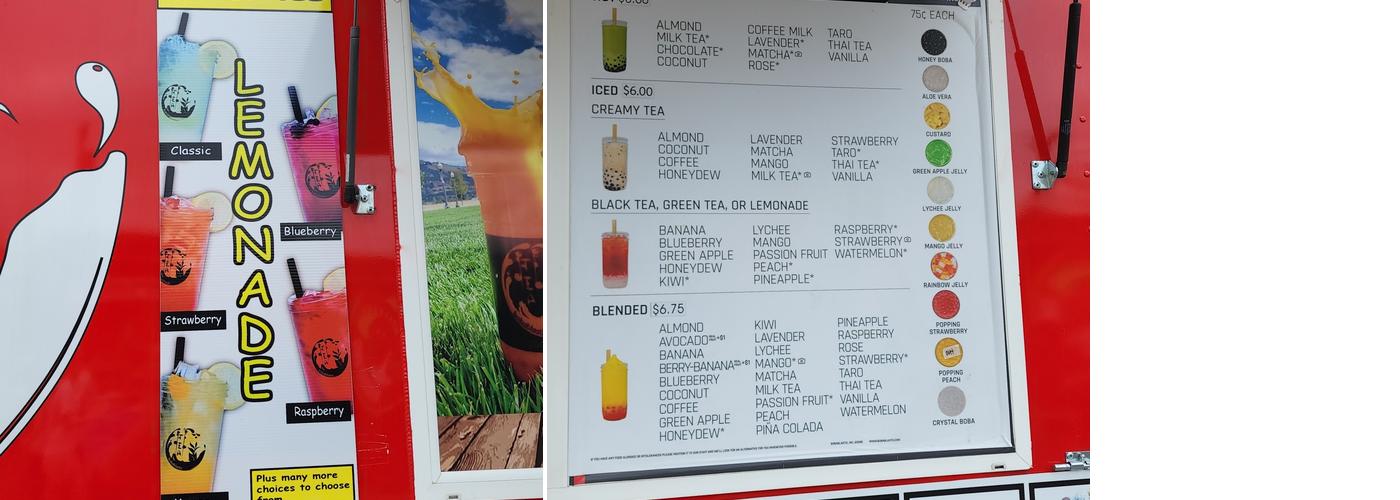 LEMONADE
Classic
Blueberry
Strawberry
Raspberry
Plus many more
choices to choose
from
75¢ EACH
ALMOND
MILK TEA*
CHOCOLATE*
COCONUT
COFFEE MILK
LAVENDER*
MATCHA*
ROSE*
TARO
THAI TEA
VANILLA
ICED $6.00
CREAMY TEA
ALMOND
COCONUT
COFFEE
HONEYDEW
LAVENDER
MATCHA
MANGO
MILK TEA*
STRAWBERRY
TARO*
THAI TEA*
VANILLA
BLACK TEA, GREEN TEA, OR LEMONADE
BANANA
BLUEBERRY
GREEN APPLE
HONEYDEW
KIWI*
LYCHEE
MANGO
PASSION FRUIT
PEACH*
PINEAPPLE*
RASPBERRY*
STRAWBERRY
WATERMELON*
BLENDED $6.75
ALMOND
AVOCADO +$1
BANANA
BERRY-BANANA +$1
BLUEBERRY
COCONUT
COFFEE
GREEN APPLE
HONEYDEW*
KIWI
LAVENDER
LYCHEE
MANGO*
MATCHA
MILK TEA
PASSION FRUIT*
PEACH
PIÑA COLADA
PINEAPPLE
RASPBERRY
ROSE
STRAWBERRY*
TARO
THAI TEA
VANILLA
WATERMELON
HONEY BOBA
ALOE VERA
CUSTARD
GREEN APPLE JELLY
LYCHEE JELLY
MANGO JELLY
RAINBOW JELLY
POPPING
STRAWBERRY
POPPING
PEACH
CRYSTAL BOBA